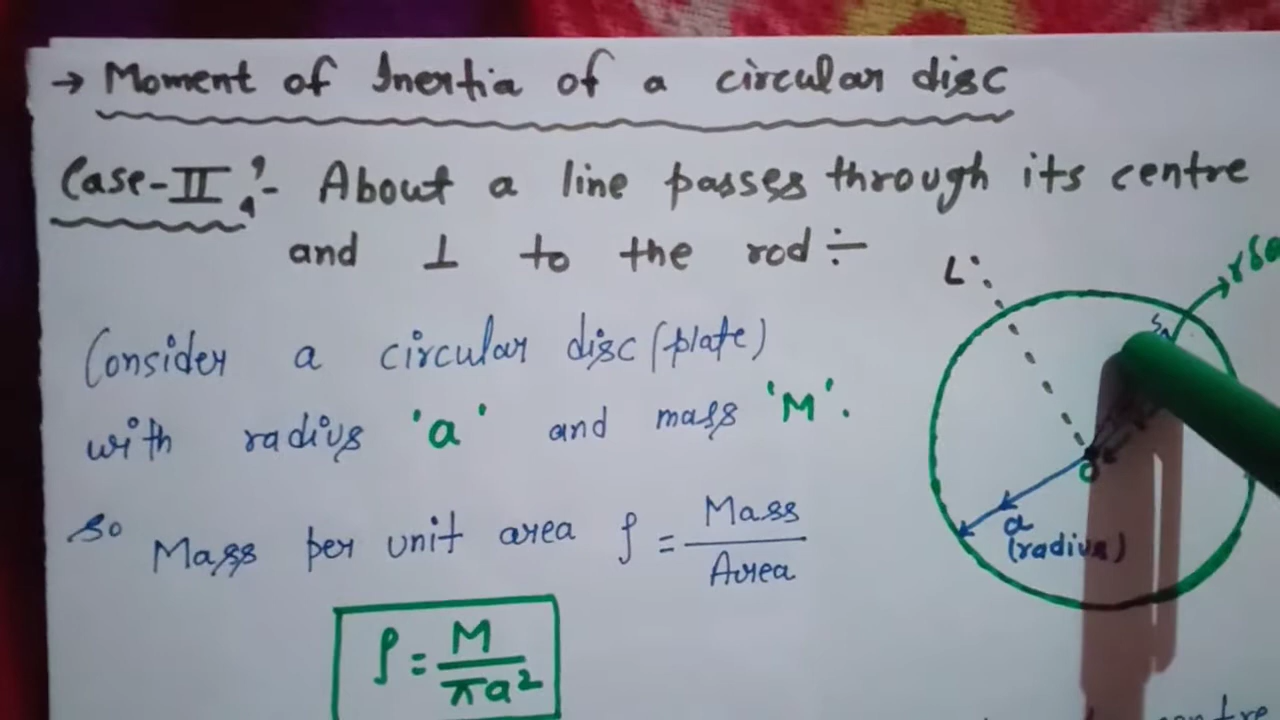 → Moment of Inertia of a circular disc
Case-II :- About a line passes through its centre
and ⊥ to the rod ÷
Consider a circular disc (plate)
with radius 'a' and mass 'M'.
So Mass per unit area ρ = Mass / Area
ρ = M / πa²
L
O
a
(radius)